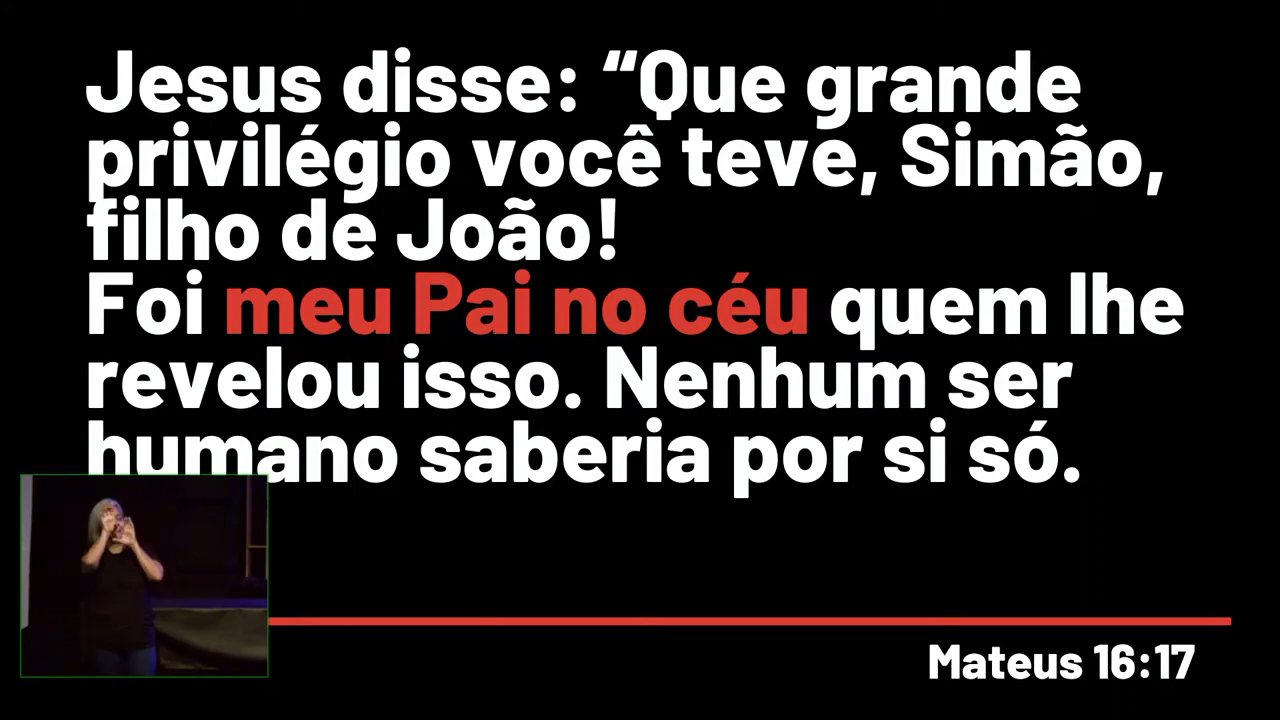 Jesus disse: “Que grande
privilégio você teve, Simão,
filho de João!
Foi meu Pai no céu quem lhe
revelou isso. Nenhum ser
humano saberia por si só.
Mateus 16:17